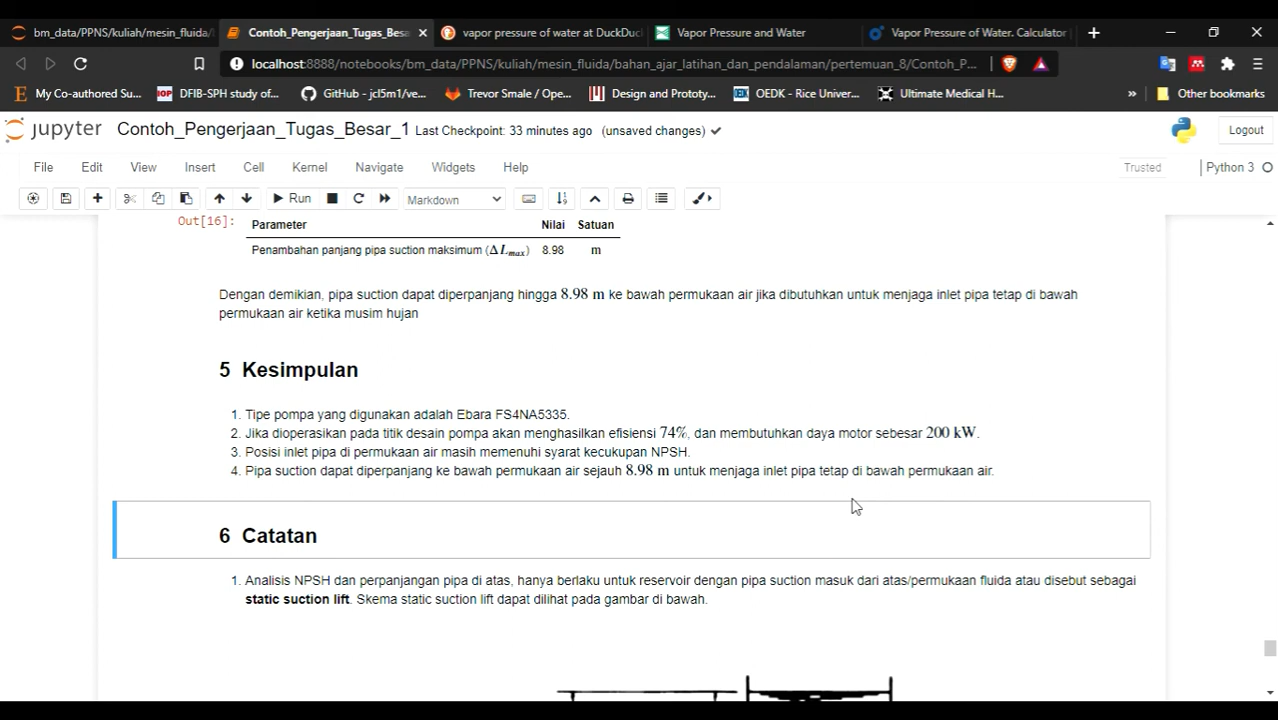 bm_data/PPNS/kuliah/mesin_fluida/
Contoh_Pengerjaan_Tugas_Besa
vapor pressure of water at DuckDuc
Vapor Pressure and Water
Vapor Pressure of Water. Calculator
localhost:8888/notebooks/bm_data/PPNS/kuliah/mesin_fluida/bahan_ajar_latihan_dan_pendalaman/pertemuan_8/Contoh_P...
My Co-authored Su...
DFIB-SPH study of...
GitHub - jcl5m1/ve...
Trevor Smale / Ope...
Design and Prototy...
OEDK - Rice Univer...
Ultimate Medical H...
»
Other bookmarks
jupyter Contoh_Pengerjaan_Tugas_Besar_1 Last Checkpoint: 33 minutes ago (unsaved changes)
Logout
File Edit View Insert Cell Kernel Navigate Widgets Help
Trusted
Python 3
Run
Markdown
Out[16]:
Parameter Nilai Satuan
Penambahan panjang pipa suction maksimum (ΔL_max) 8.98 m
Dengan demikian, pipa suction dapat diperpanjang hingga 8.98 m ke bawah permukaan air jika dibutuhkan untuk menjaga inlet pipa tetap di bawah
permukaan air ketika musim hujan
5 Kesimpulan
1. Tipe pompa yang digunakan adalah Ebara FS4NA5335.
2. Jika dioperasikan pada titik desain pompa akan menghasilkan efisiensi 74%, dan membutuhkan daya motor sebesar 200 kW.
3. Posisi inlet pipa di permukaan air masih memenuhi syarat kecukupan NPSH.
4. Pipa suction dapat diperpanjang ke bawah permukaan air sejauh 8.98 m untuk menjaga inlet pipa tetap di bawah permukaan air.
6 Catatan
1. Analisis NPSH dan perpanjangan pipa di atas, hanya berlaku untuk reservoir dengan pipa suction masuk dari atas/permukaan fluida atau disebut sebagai
static suction lift. Skema static suction lift dapat dilihat pada gambar di bawah.